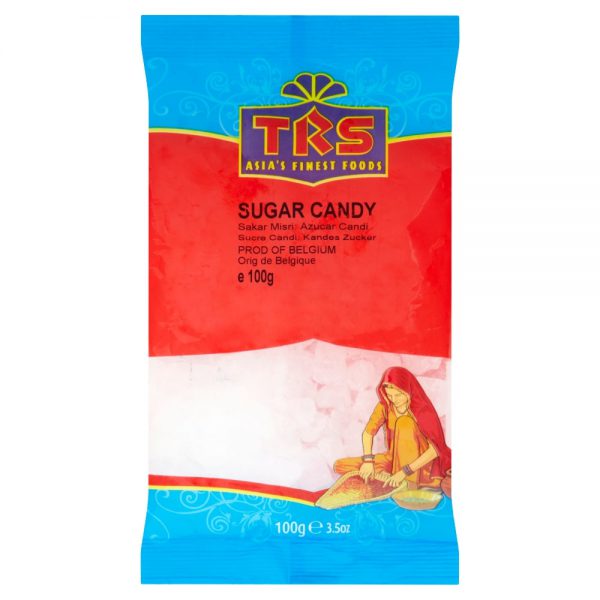 TRS
ASIA'S FINEST FOODS
SUGAR CANDY
Sakar Misri: Azucar Candi
Sucre Candi: Kandes Zucker
PROD OF BELGIUM
Orig de Belgique
e 100g
100g e 3.5oz